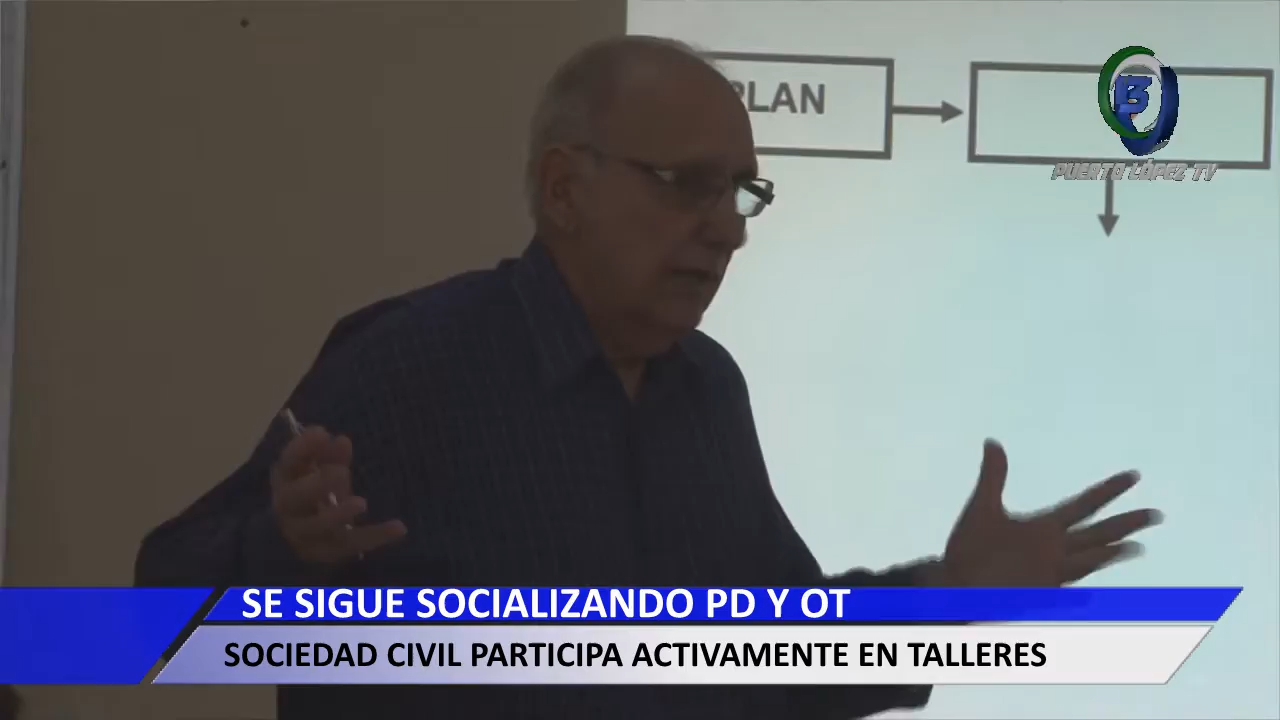 PLAN
B
PUERTO LÓPEZ TV
SE SIGUE SOCIALIZANDO PD Y OT
SOCIEDAD CIVIL PARTICIPA ACTIVAMENTE EN TALLERES